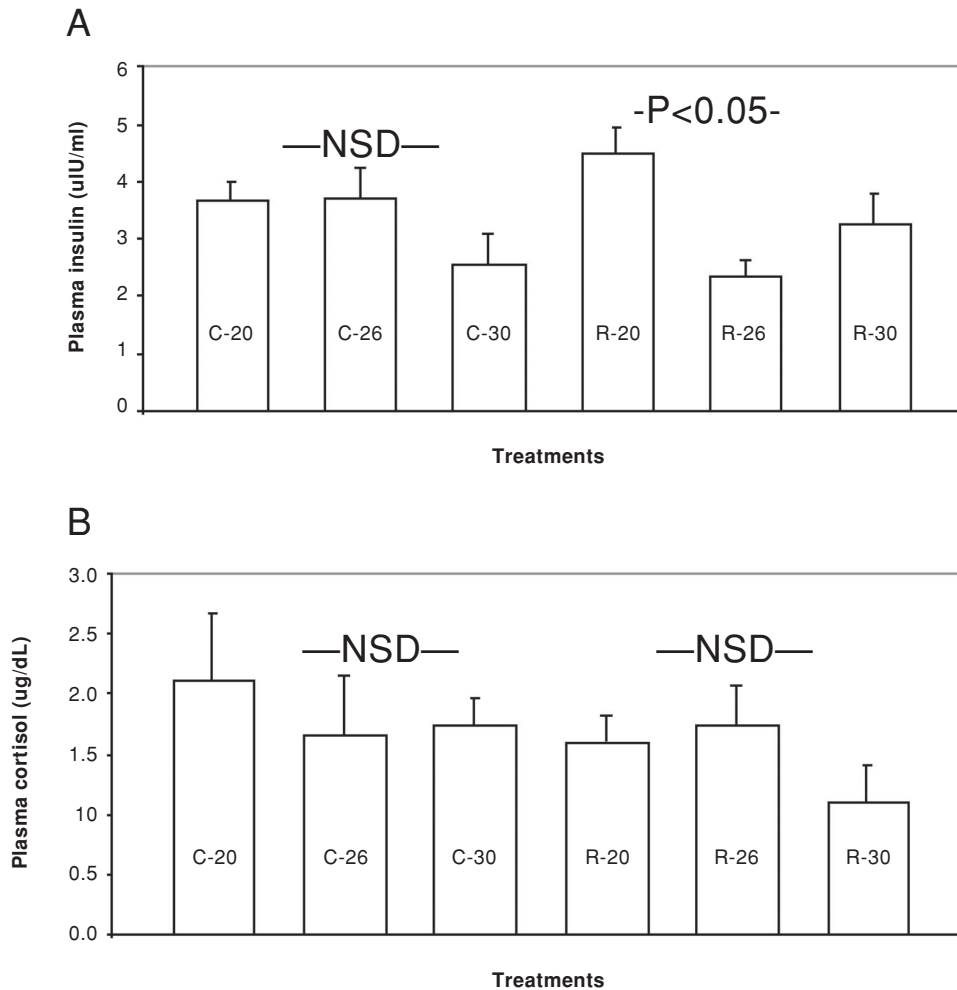 A
6
5
4
3
2
1
0
Plasma insulin (uIU/ml)
—NSD—
-P<0.05-
C-20
C-26
C-30
R-20
R-26
R-30
Treatments
B
3.0
2.5
2.0
1.5
10
0.5
0.0
Plasma cortisol (ug/dL)
—NSD—
—NSD—
C-20
C-26
C-30
R-20
R-26
R-30
Treatments